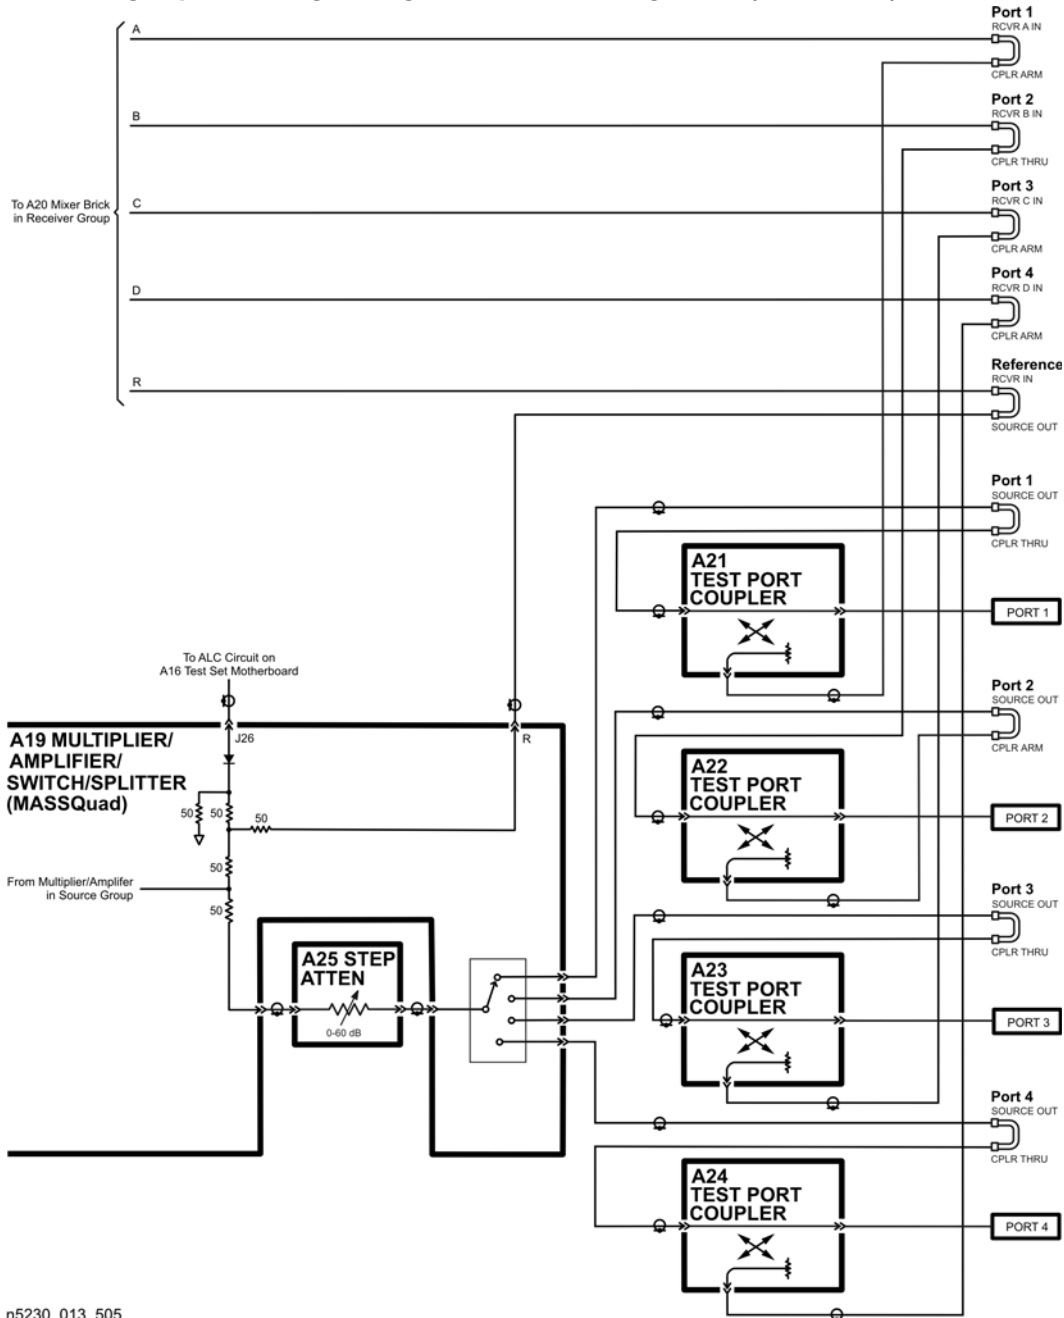 Port 1
RCVR A IN
A
CPLR ARM
Port 2
RCVR B IN
B
CPLR THRU
Port 3
RCVR C IN
To A20 Mixer Brick
in Receiver Group
C
CPLR ARM
Port 4
RCVR D IN
D
CPLR ARM
Reference
RCVR IN
R
SOURCE OUT
Port 1
SOURCE OUT
CPLR THRU
A21
TEST PORT
COUPLER
PORT 1
To ALC Circuit on
A16 Test Set Motherboard
Port 2
SOURCE OUT
J26
R
CPLR ARM
A19 MULTIPLIER/
AMPLIFIER/
SWITCH/SPLITTER
(MASSQuad)
50
50
50
A22
TEST PORT
COUPLER
PORT 2
50
From Multiplier/Amplifer
in Source Group
50
Port 3
SOURCE OUT
CPLR THRU
A25 STEP
ATTEN
0-60 dB
A23
TEST PORT
COUPLER
PORT 3
Port 4
SOURCE OUT
CPLR THRU
A24
TEST PORT
COUPLER
PORT 4
n5230_013_505